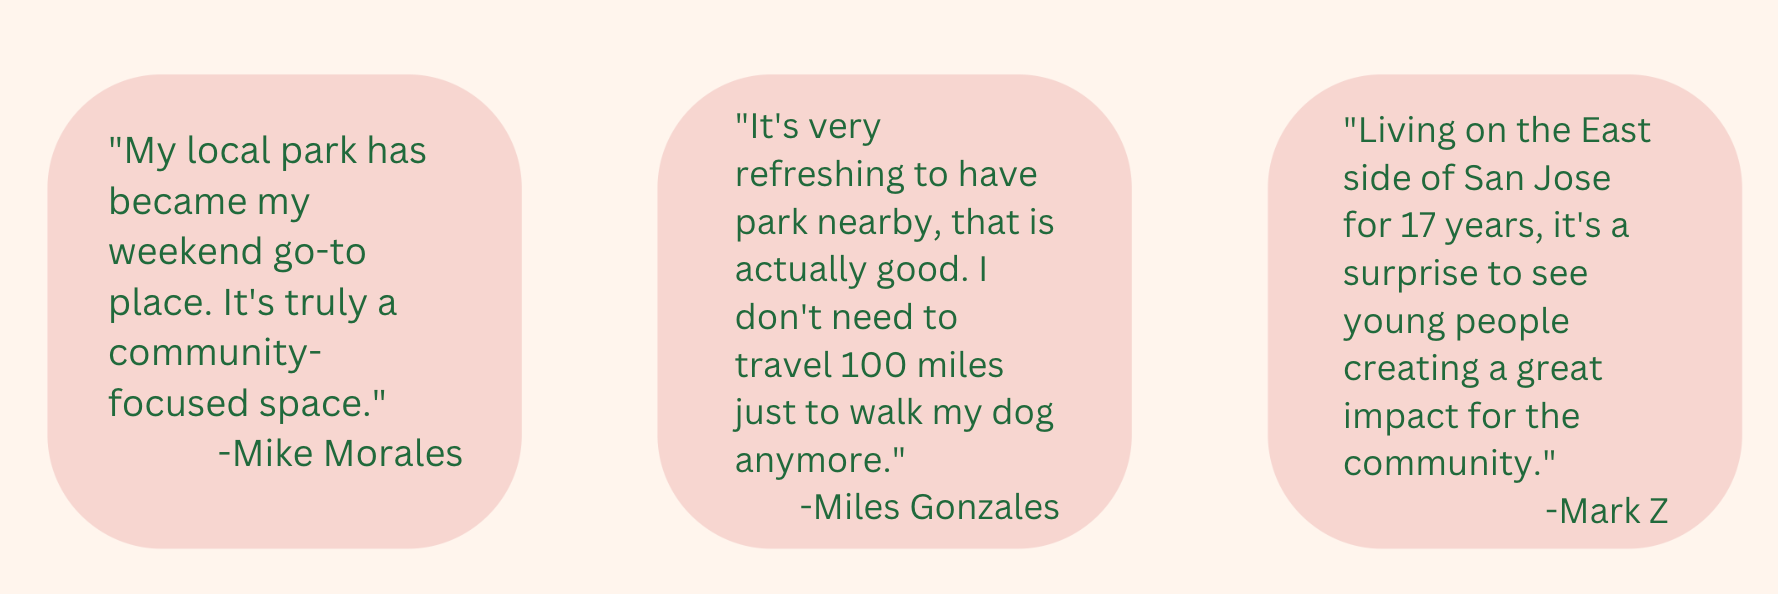 "My local park has
became my
weekend go-to
place. It's truly a
community-
focused space."
-Mike Morales
"It's very
refreshing to have
park nearby, that is
actually good. I
don't need to
travel 100 miles
just to walk my dog
anymore."
-Miles Gonzales
"Living on the East
side of San Jose
for 17 years, it's a
surprise to see
young people
creating a great
impact for the
community."
-Mark Z